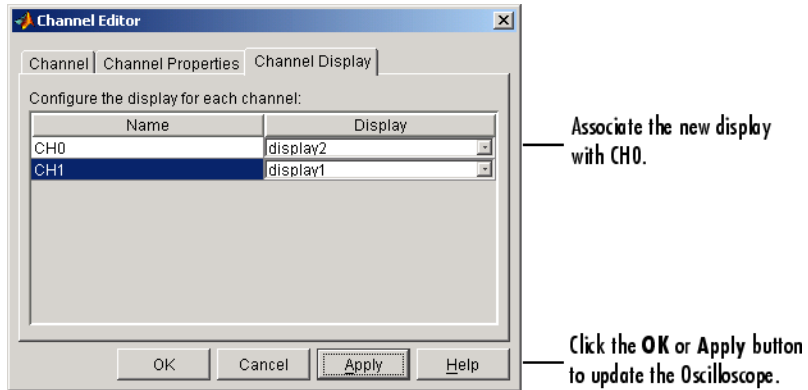 Channel Editor
Channel Channel Properties Channel Display
Configure the display for each channel:
Name Display
CH0 display2
CH1 display1
Associate the new display
with CH0.
OK Cancel Apply Help
Click the OK or Apply button
to update the Oscilloscope.